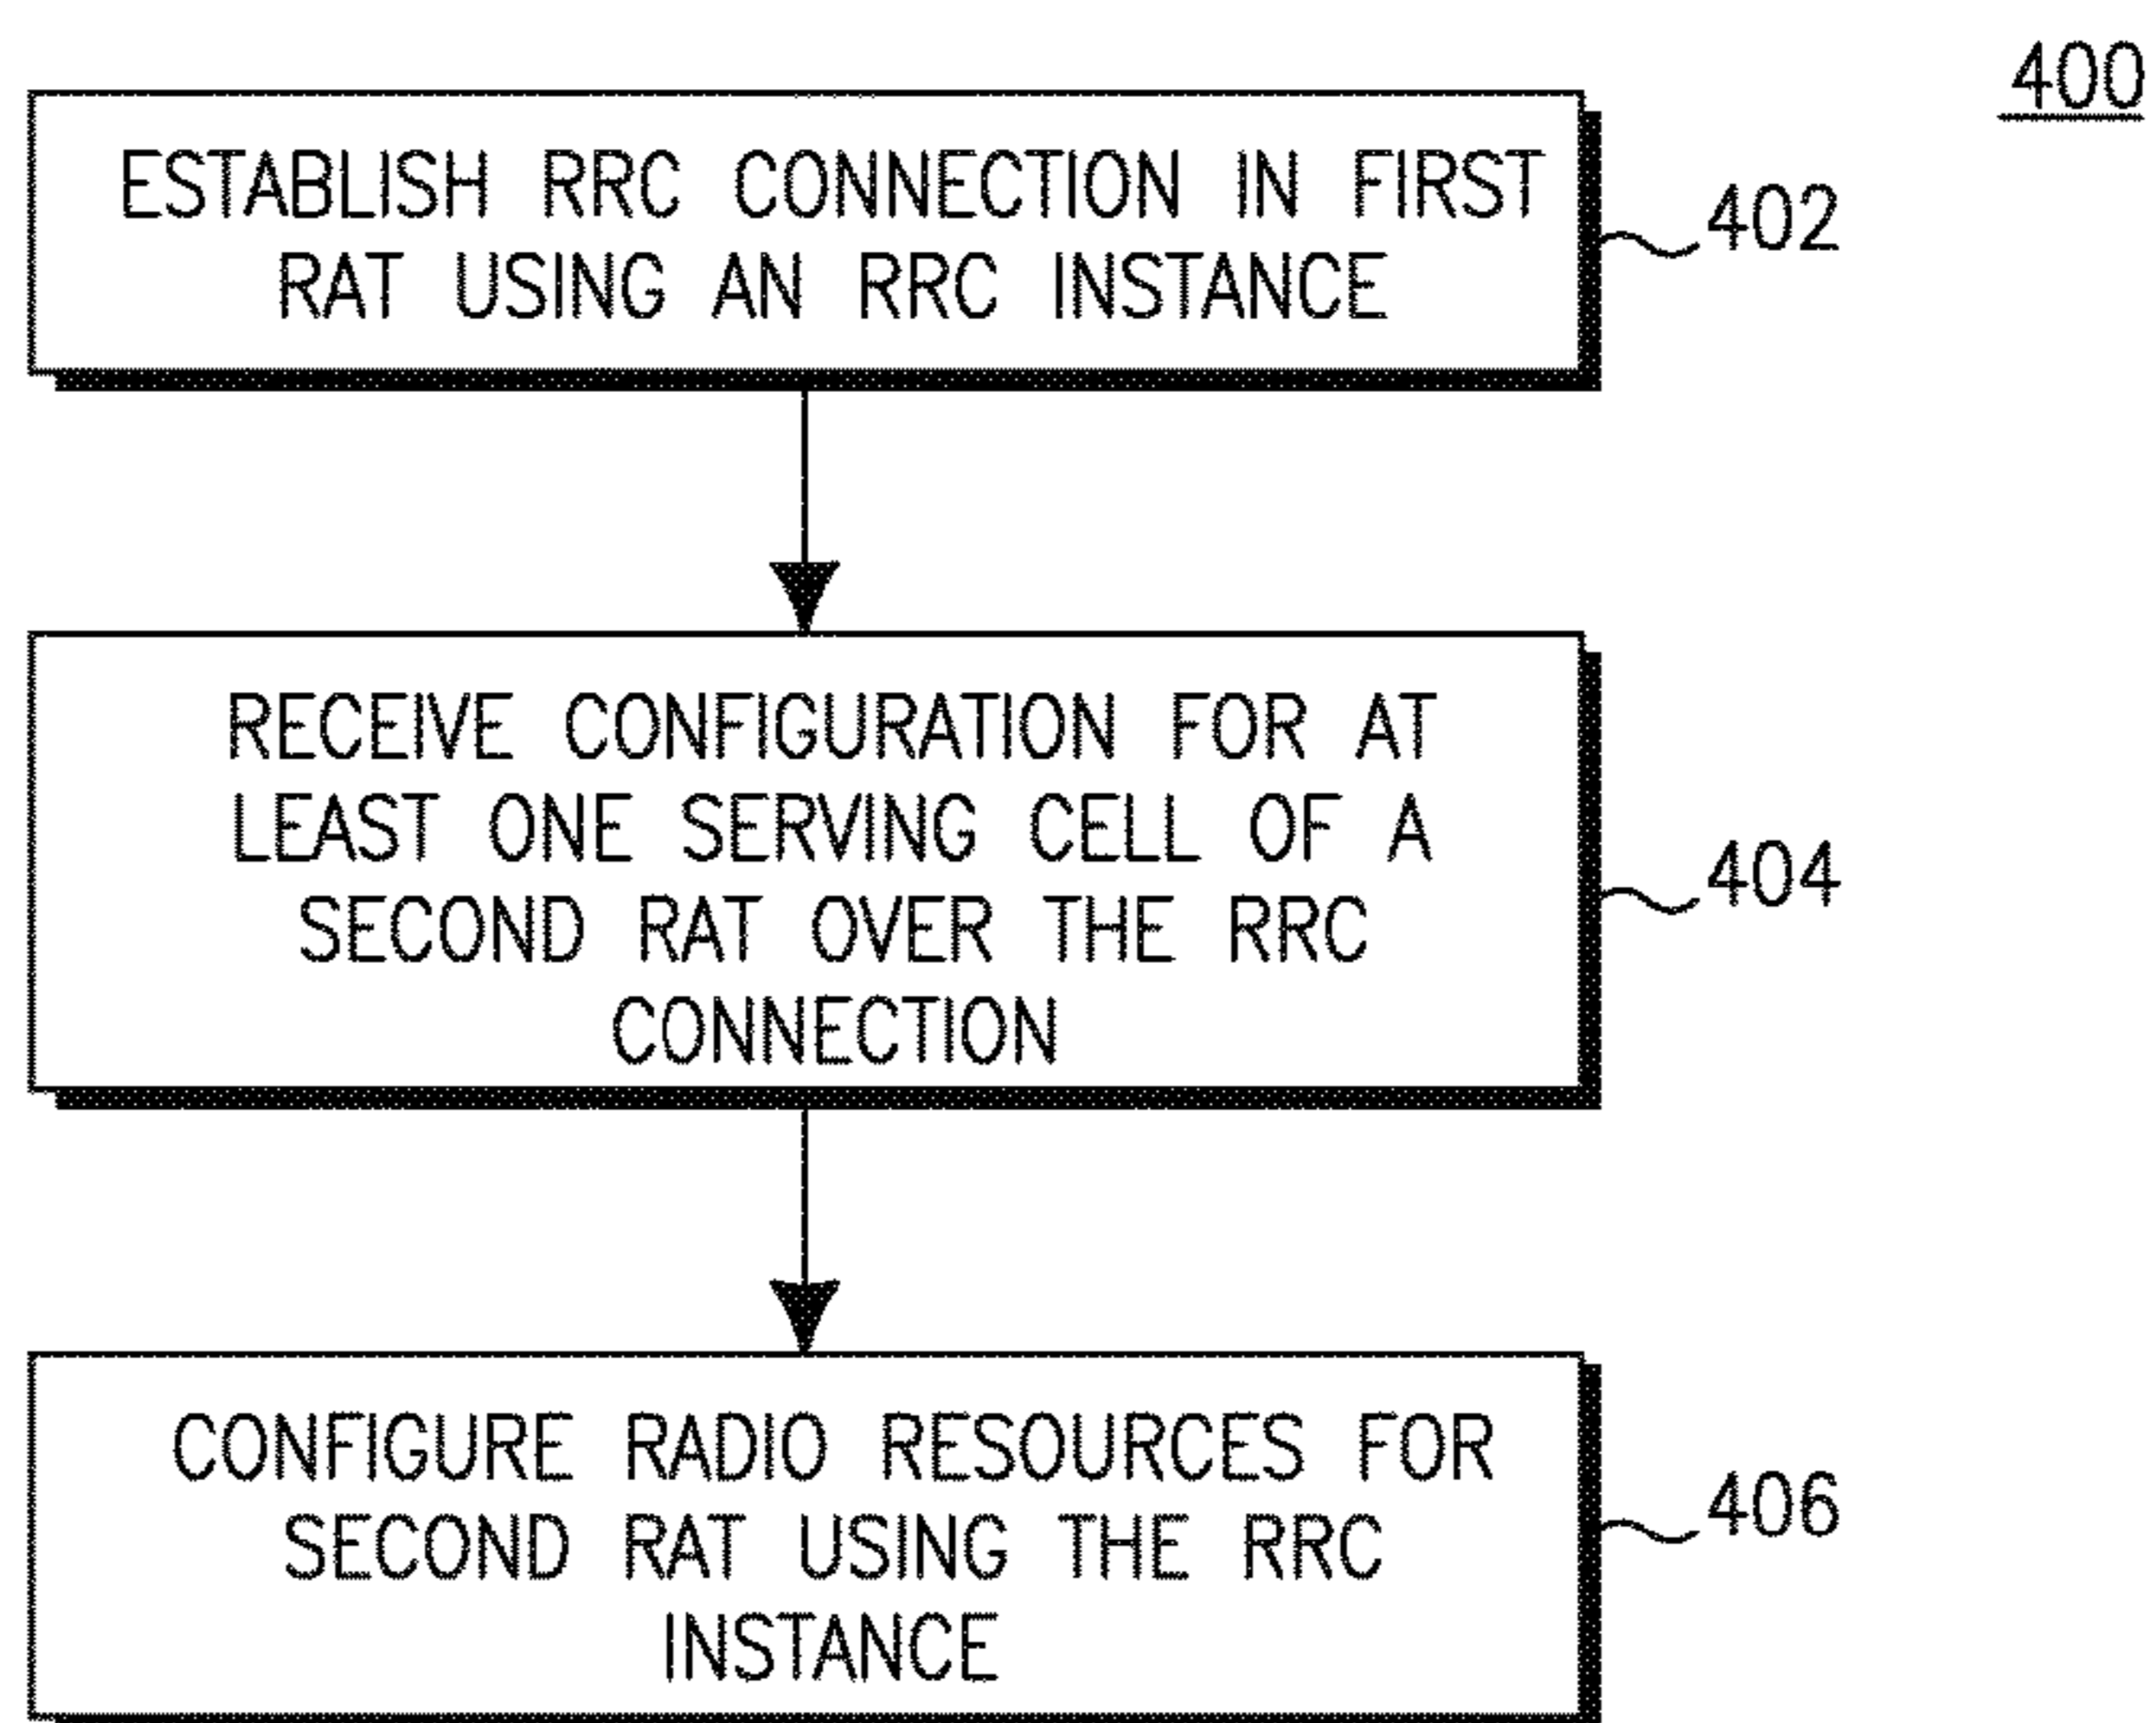 400
ESTABLISH RRC CONNECTION IN FIRST
RAT USING AN RRC INSTANCE
402
RECEIVE CONFIGURATION FOR AT
LEAST ONE SERVING CELL OF A
SECOND RAT OVER THE RRC
CONNECTION
404
CONFIGURE RADIO RESOURCES FOR
SECOND RAT USING THE RRC
INSTANCE
406